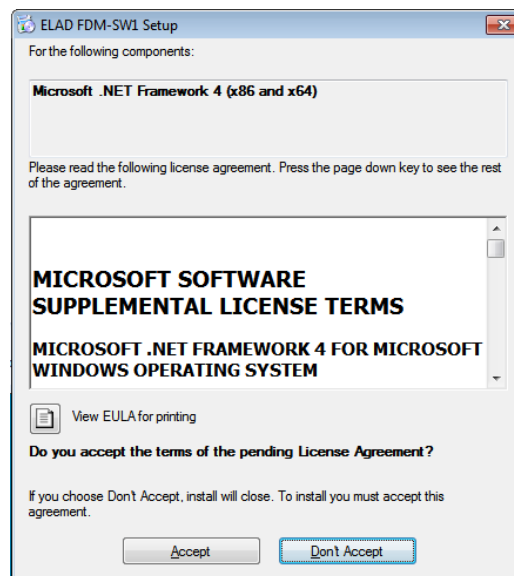 ELAD FDM-SW1 Setup
For the following components:
Microsoft .NET Framework 4 (x86 and x64)
Please read the following license agreement. Press the page down key to see the rest
of the agreement.
MICROSOFT SOFTWARE
SUPPLEMENTAL LICENSE TERMS
MICROSOFT .NET FRAMEWORK 4 FOR MICROSOFT
WINDOWS OPERATING SYSTEM
View EULA for printing
Do you accept the terms of the pending License Agreement?
If you choose Don't Accept, install will close. To install you must accept this
agreement.
Accept
Don't Accept